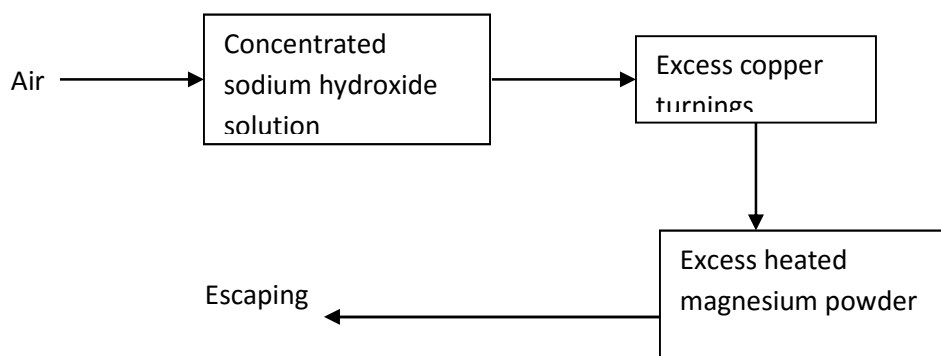 Air
Concentrated
sodium hydroxide
solution
Excess copper
turnings
Excess heated
magnesium powder
Escaping